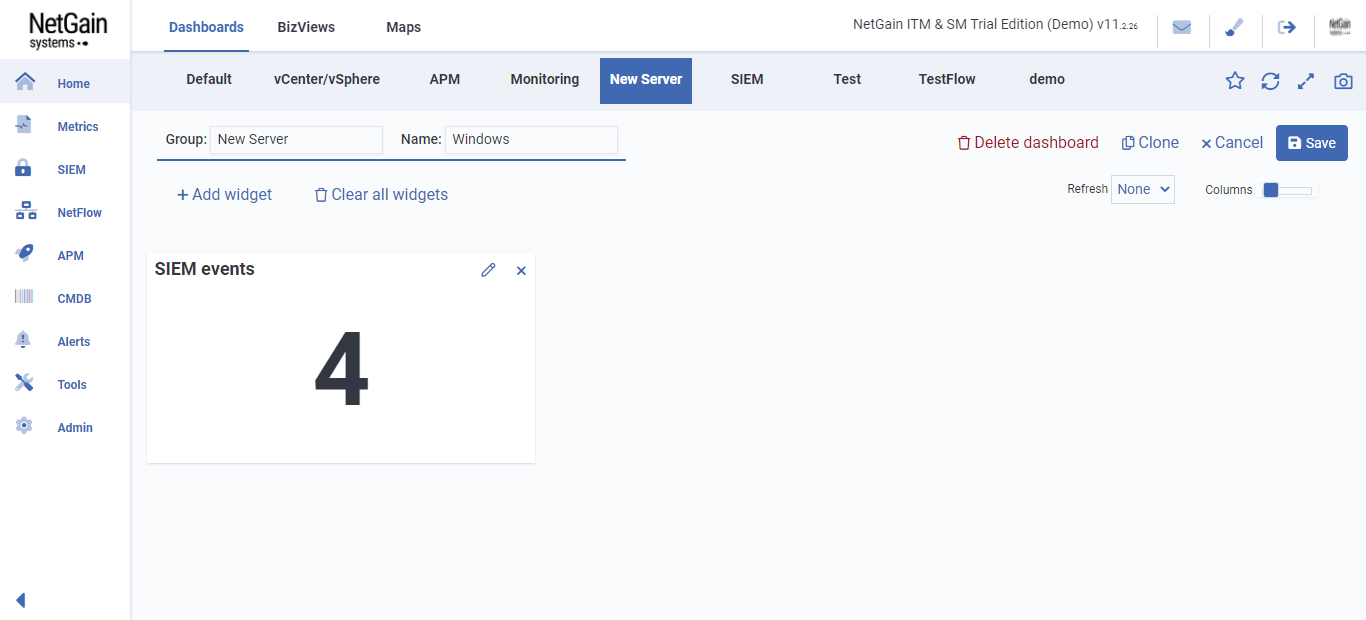 NetGain
systems
Dashboards BizViews Maps
NetGain ITM & SM Trial Edition (Demo) v11.2.26
NetGain
Default vCenter/vSphere APM Monitoring New Server SIEM Test TestFlow demo
Home
Metrics
SIEM
NetFlow
APM
CMDB
Alerts
Tools
Admin
Group: New Server Name: Windows
Delete dashboard Clone × Cancel Save
+ Add widget Clear all widgets
Refresh None Columns
SIEM events
4